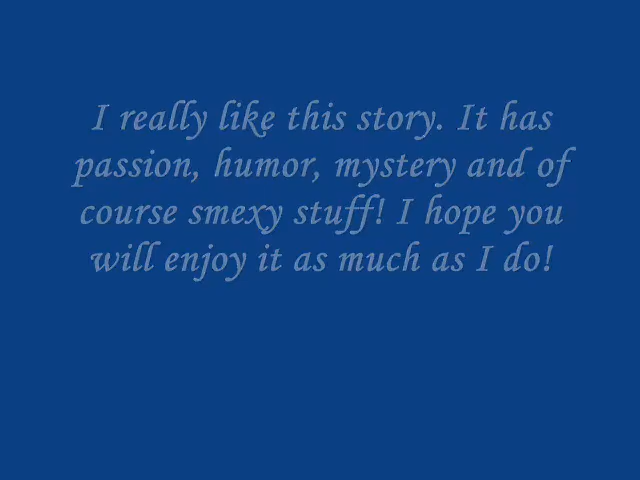 I really like this story. It has
passion, humor, mystery and of
course smexy stuff! I hope you
will enjoy it as much as I do!